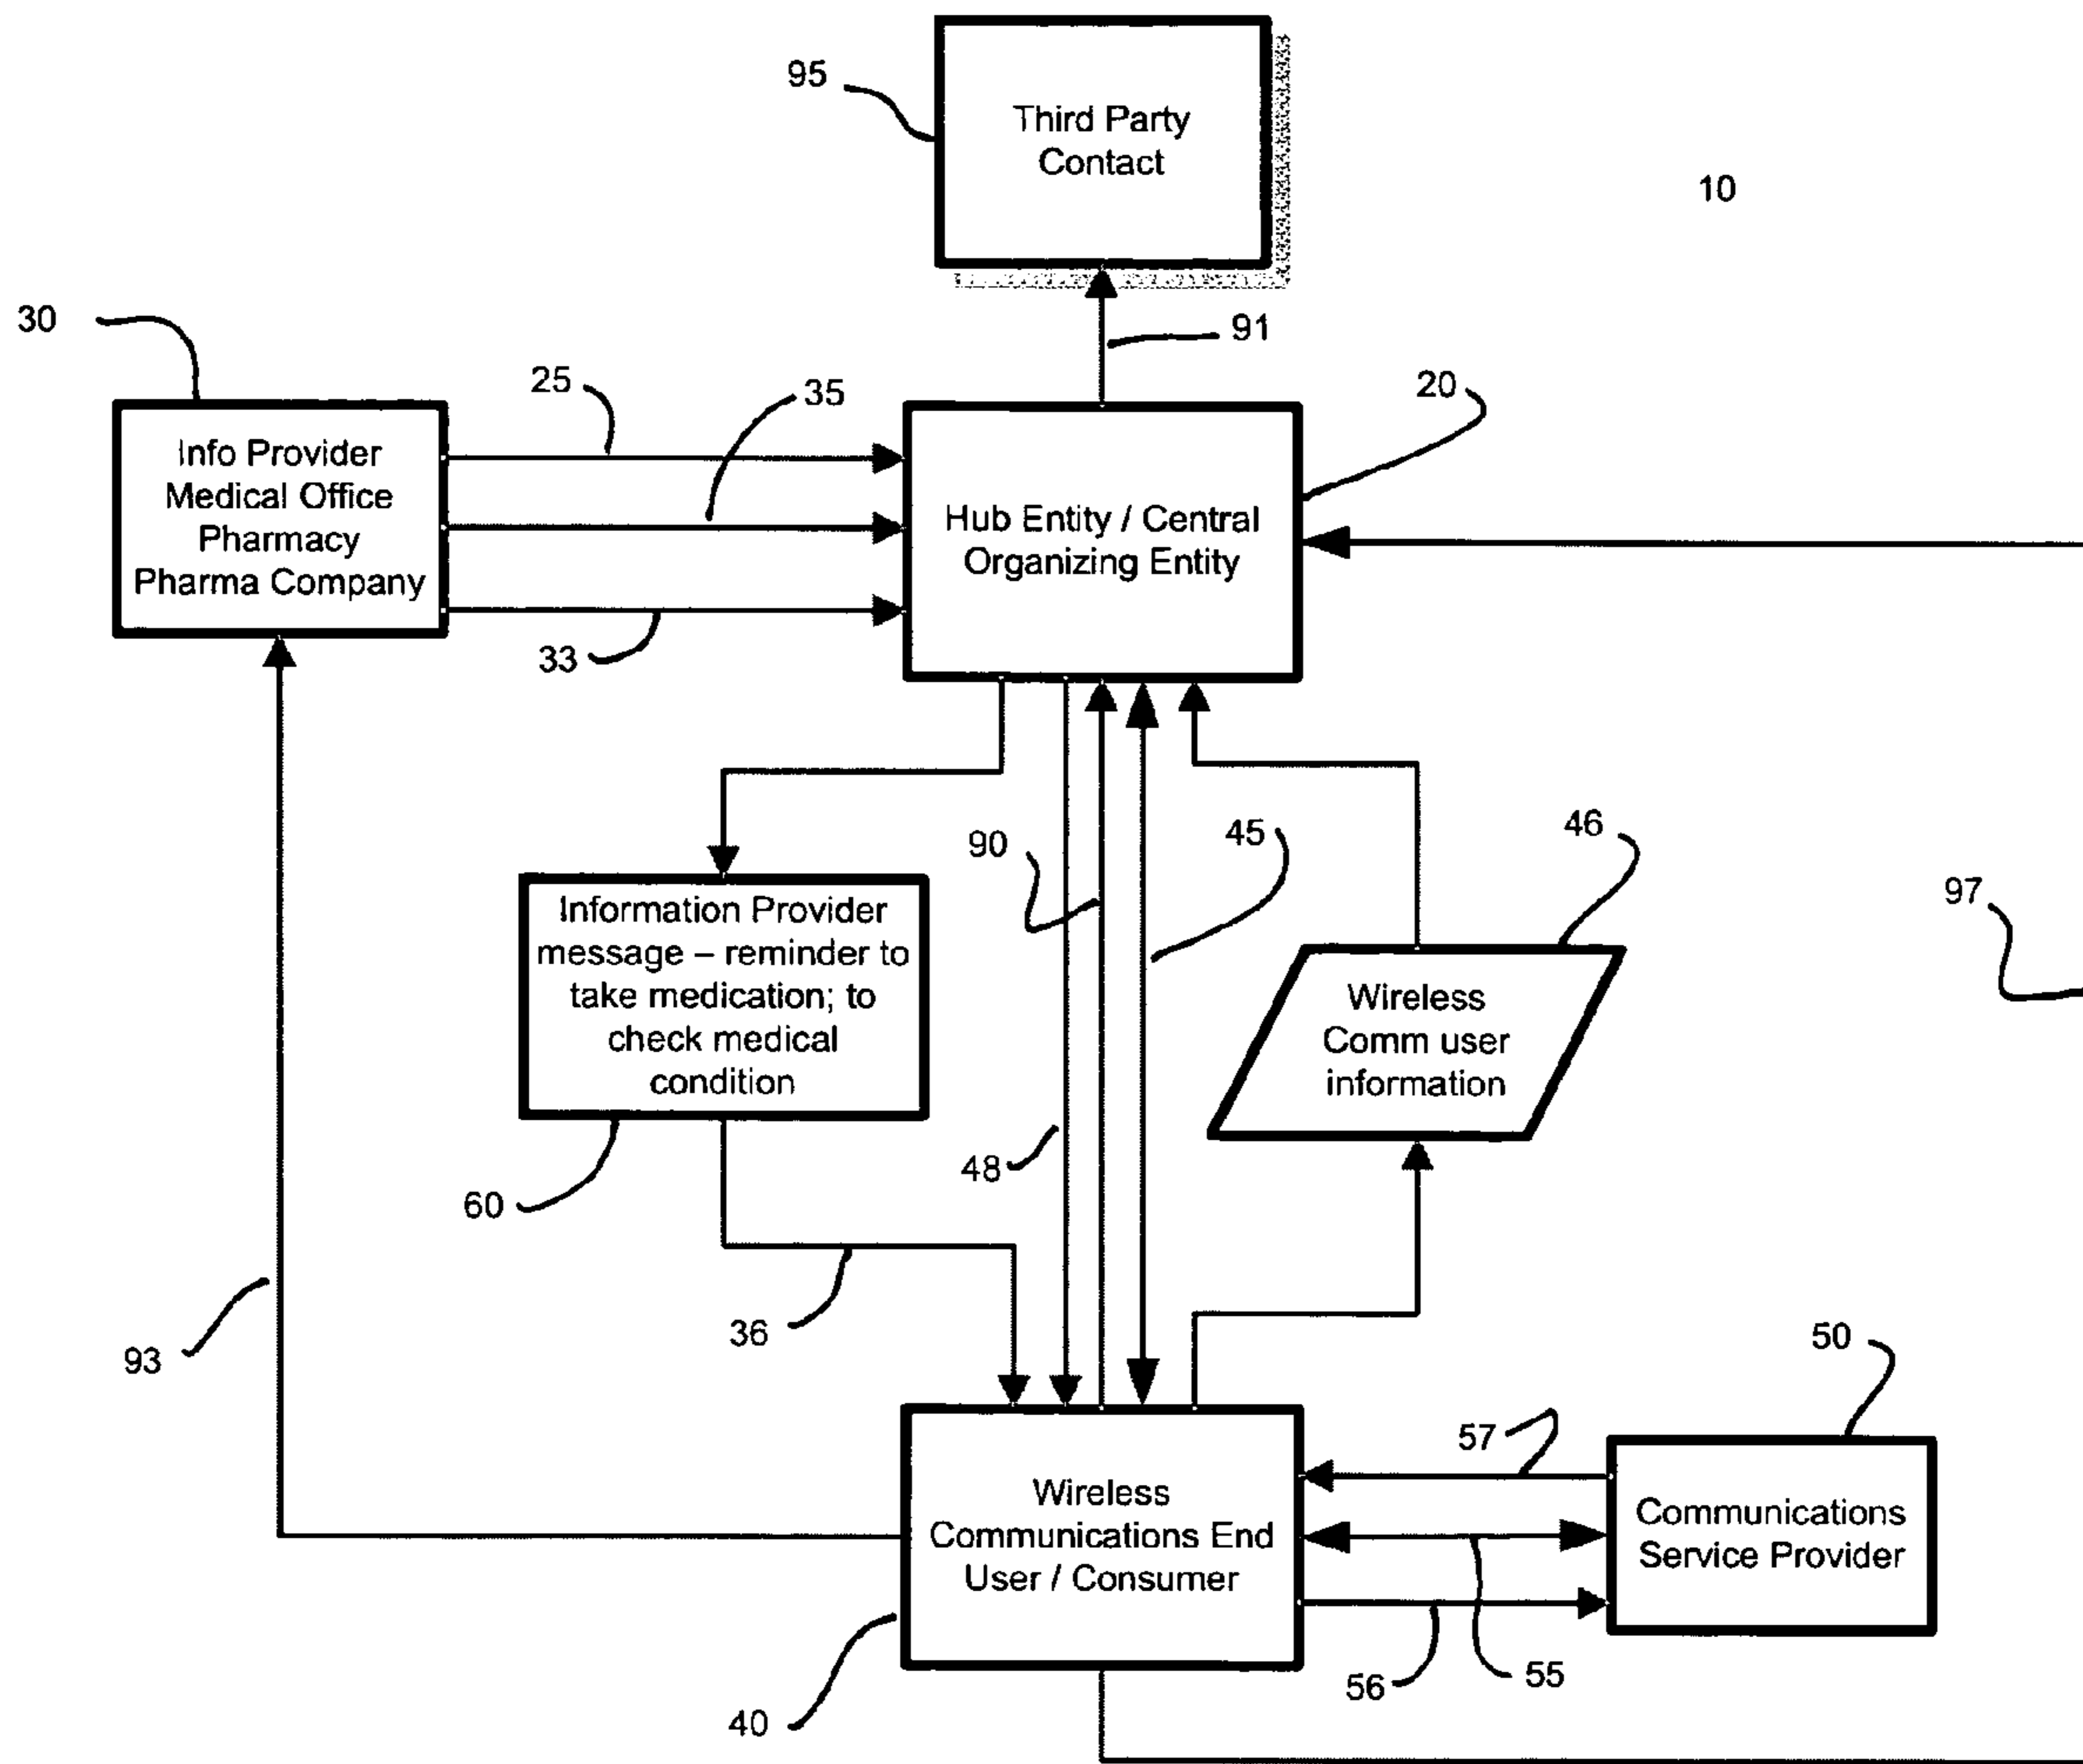 95
Third Party
Contact
10
30
91
25
35
20
Info Provider
Medical Office
Pharmacy
Pharma Company
Hub Entity / Central
Organizing Entity
33
90
45
46
97
Information Provider
message – reminder to
take medication; to
check medical
condition
Wireless
Comm user
information
48
60
36
93
50
57
Wireless
Communications End
User / Consumer
Communications
Service Provider
56
55
40